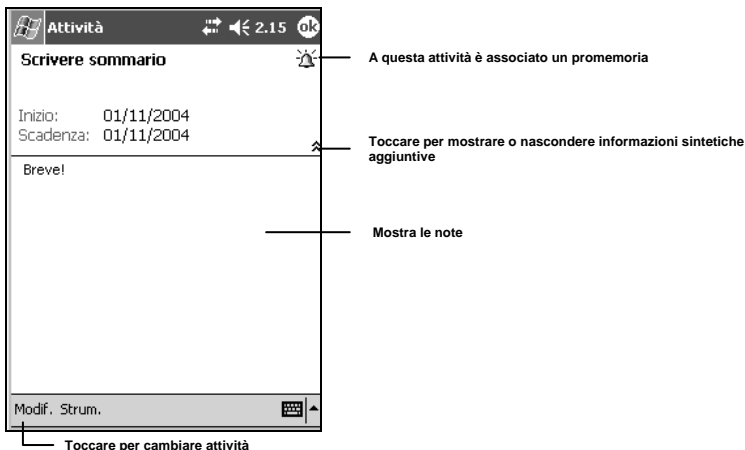 Attività 2.15 ok
Scrivere sommario
A questa attività è associato un promemoria
Inizio: 01/11/2004
Scadenza: 01/11/2004
Toccare per mostrare o nascondere informazioni sintetiche
aggiuntive
Breve!
Mostra le note
Modif. Strum.
Toccare per cambiare attività